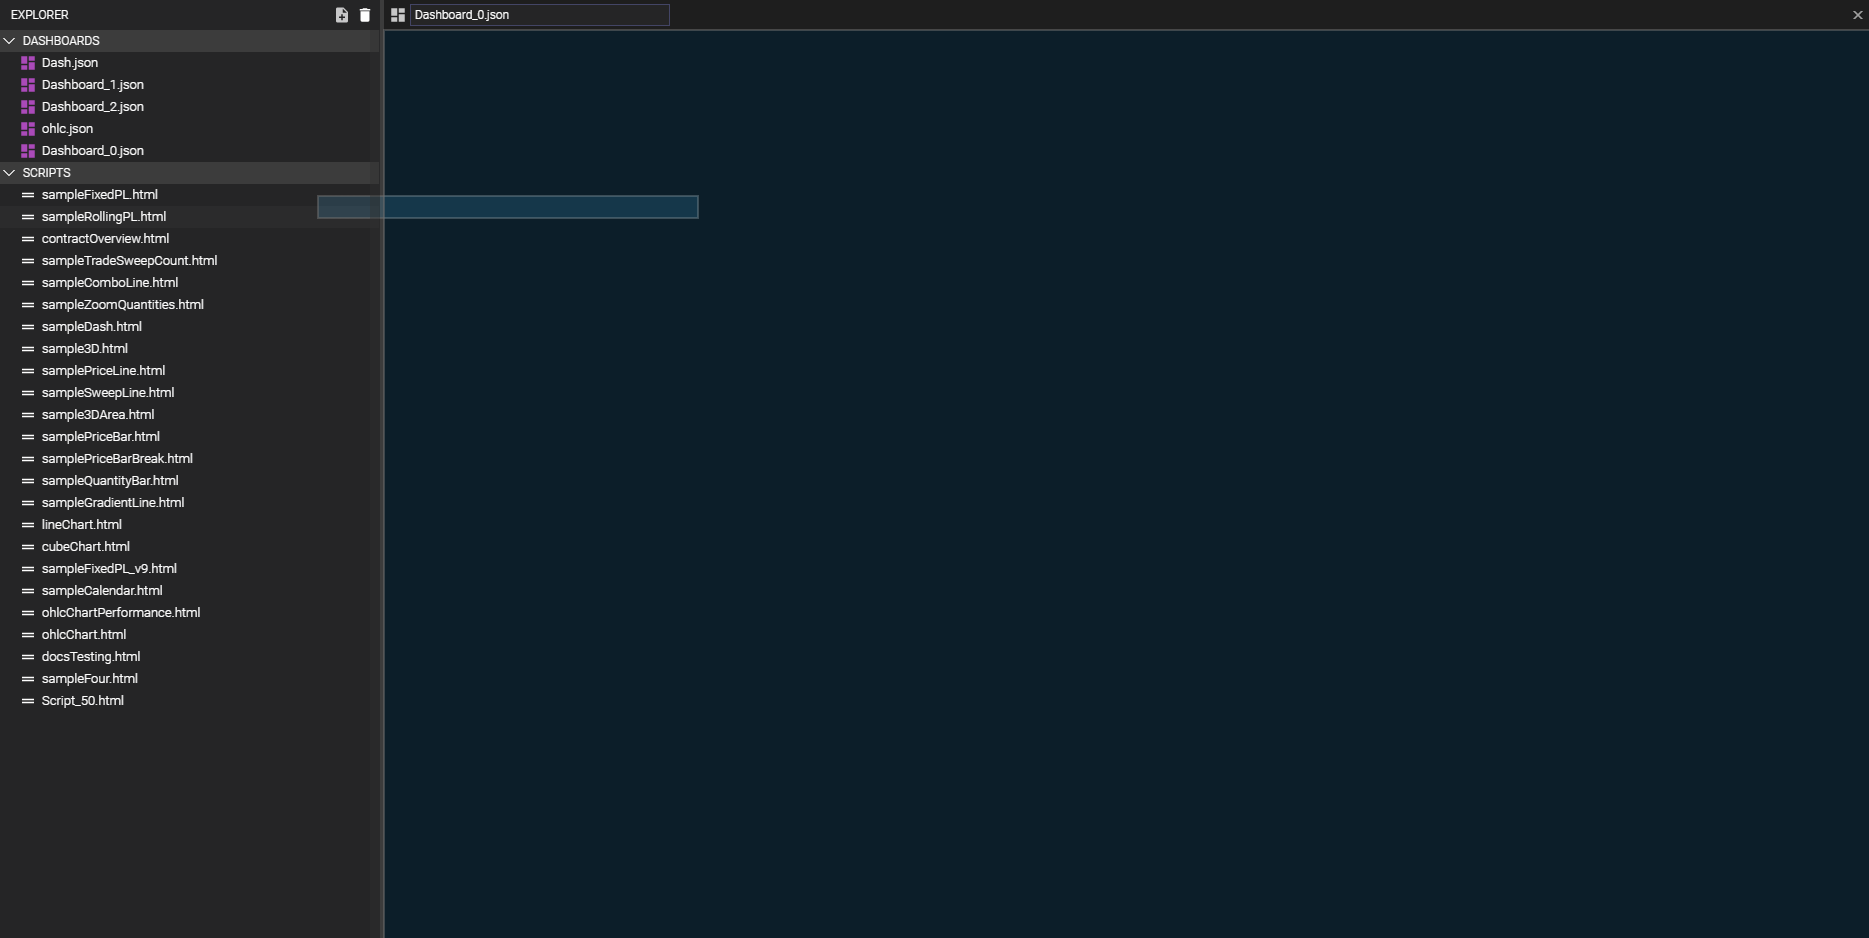 EXPLORER
Dashboard_0.json
DASHBOARDS
Dash.json
Dashboard_1.json
Dashboard_2.json
ohlc.json
Dashboard_0.json
SCRIPTS
sampleFixedPL.html
sampleRollingPL.html
contractOverview.html
sampleTradeSweepCount.html
sampleComboLine.html
sampleZoomQuantities.html
sampleDash.html
sample3D.html
samplePriceLine.html
sampleSweepLine.html
sample3DArea.html
samplePriceBar.html
samplePriceBarBreak.html
sampleQuantityBar.html
sampleGradientLine.html
lineChart.html
cubeChart.html
sampleFixedPL_v9.html
sampleCalendar.html
ohlcChartPerformance.html
ohlcChart.html
docsTesting.html
sampleFour.html
Script_50.html